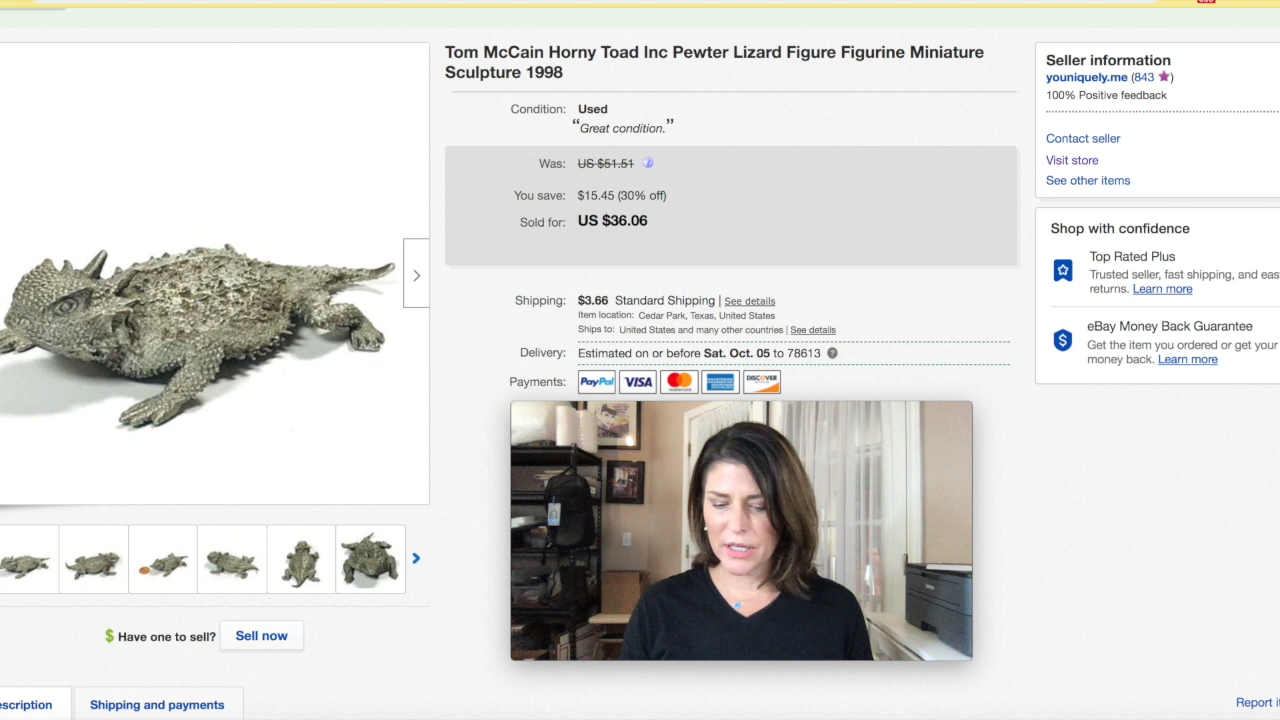 Tom McCain Horny Toad Inc Pewter Lizard Figure Figurine Miniature
Sculpture 1998
Condition: Used
“Great condition.”
Was: US $51.51
You save: $15.45 (30% off)
Sold for: US $36.06
Shipping: $3.66 Standard Shipping | See details
Item location: Cedar Park, Texas, United States
Ships to: United States and many other countries | See details
Delivery: Estimated on or before Sat. Oct. 05 to 78613
Payments: PayPal VISA mastercard AMERICAN EXPRESS DISCOVER
Seller information
youniquely.me (843)
100% Positive feedback
Contact seller
Visit store
See other items
Shop with confidence
Top Rated Plus
Trusted seller, fast shipping, and eas
returns. Learn more
eBay Money Back Guarantee
Get the item you ordered or get your
money back. Learn more
$ Have one to sell? Sell now
escription
Shipping and payments
Report i